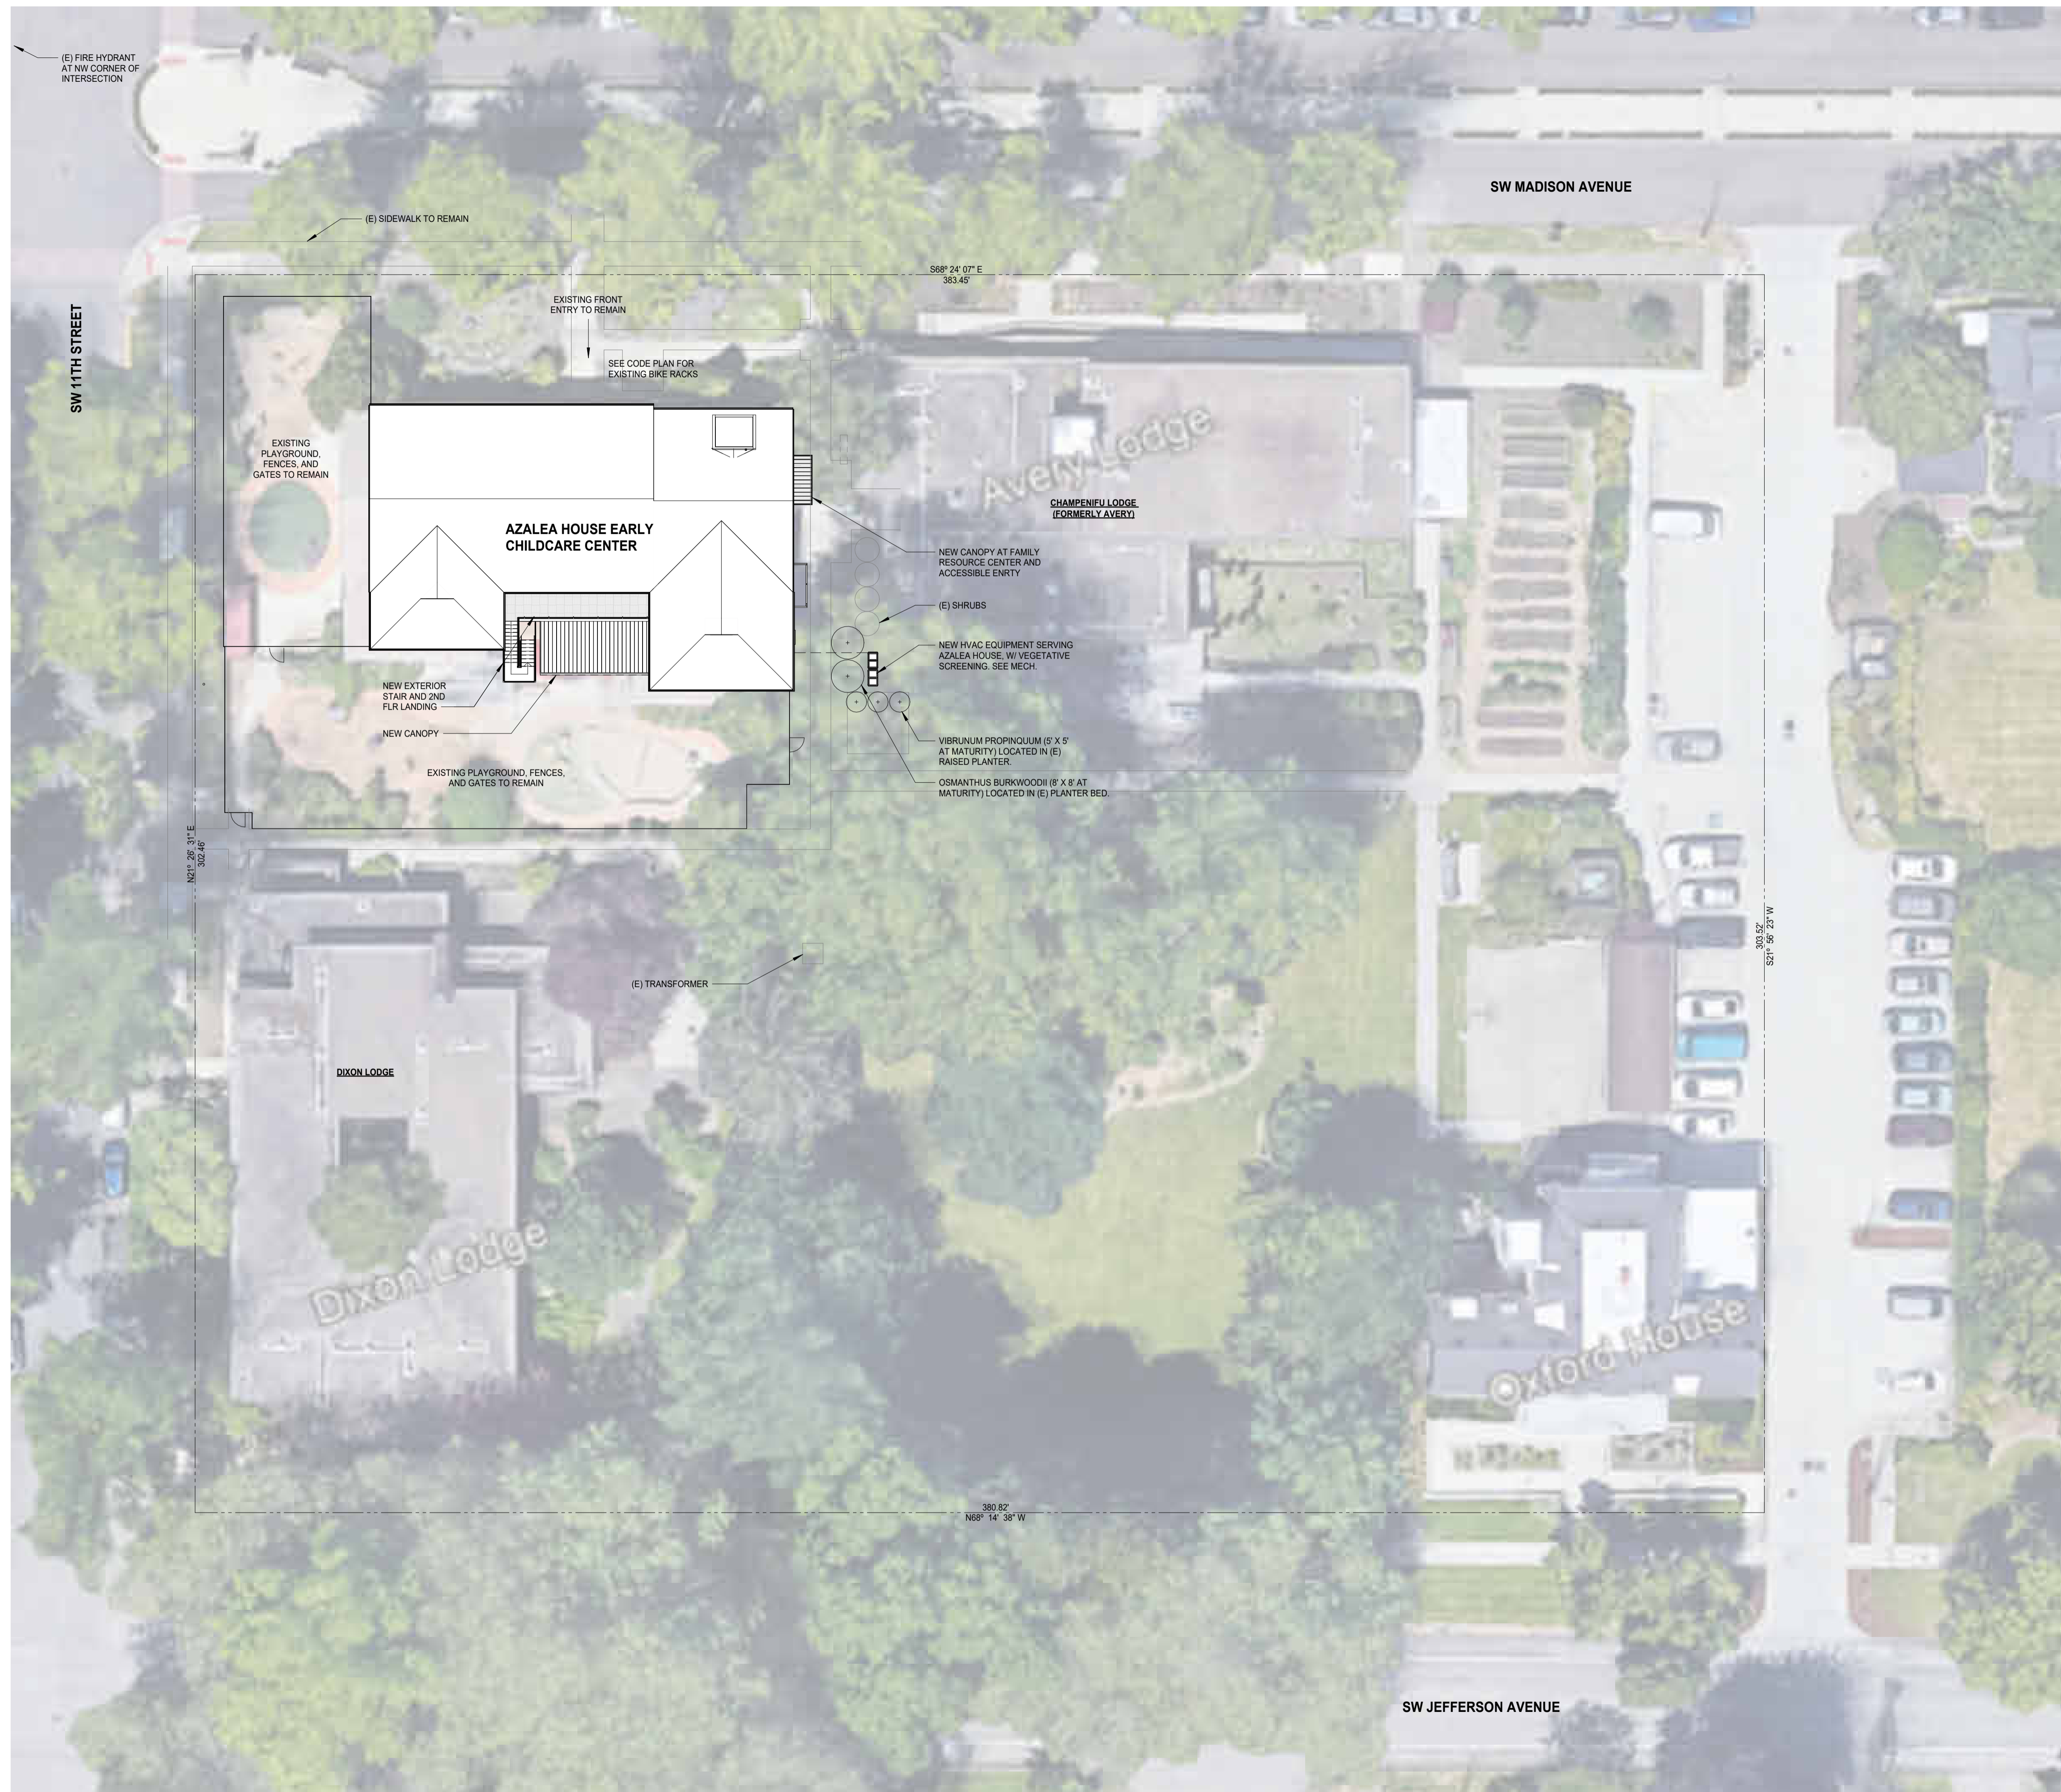 (E) FIRE HYDRANT
AT NW CORNER OF
INTERSECTION
SW MADISON AVENUE
(E) SIDEWALK TO REMAIN
S68° 24' 07" E
383.45'
SW 11TH STREET
EXISTING FRONT
ENTRY TO REMAIN
SEE CODE PLAN FOR
EXISTING BIKE RACKS
EXISTING
PLAYGROUND,
FENCES, AND
GATES TO REMAIN
Avery Lodge
CHAMPENIFU LODGE
(FORMERLY AVERY)
AZALEA HOUSE EARLY
CHILDCARE CENTER
NEW CANOPY AT FAMILY
RESOURCE CENTER AND
ACCESSIBLE ENRTY
(E) SHRUBS
NEW HVAC EQUIPMENT SERVING
AZALEA HOUSE, W/ VEGETATIVE
SCREENING. SEE MECH.
NEW EXTERIOR
STAIR AND 2ND
FLR LANDING
NEW CANOPY
VIBRUNUM PROPINQUUM (5' X 5'
AT MATURITY) LOCATED IN (E)
RAISED PLANTER.
EXISTING PLAYGROUND, FENCES,
AND GATES TO REMAIN
OSMANTHUS BURKWOODII (8' X 8' AT
MATURITY) LOCATED IN (E) PLANTER BED.
N21° 26' 31" E
302.46'
303.52'
S21° 56' 23" W
(E) TRANSFORMER
DIXON LODGE
Dixon Lodge
Oxford House
380.82'
N68° 14' 38" W
SW JEFFERSON AVENUE